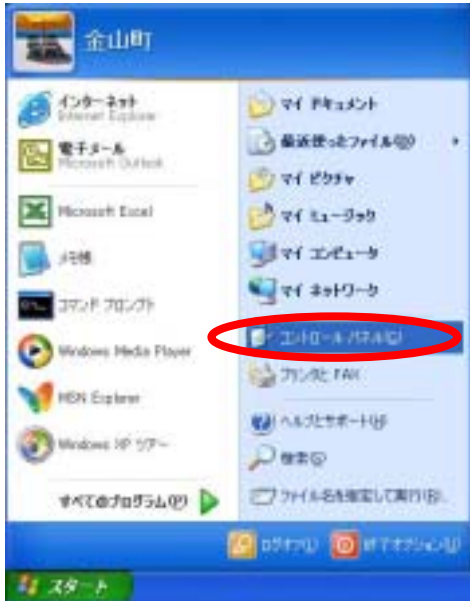 金山町
インターネット
Internet Explorer
電子メール
Microsoft Outlook
Microsoft Excel
メモ帳
コマンド プロンプト
Windows Media Player
MSN Explorer
Windows XP ツアー
すべてのプログラム(P)
マイ ドキュメント
最近使ったファイル(D)
マイ ピクチャ
マイ ミュージック
マイ コンピュータ
マイ ネットワーク
コントロール パネル(C)
プリンタと FAX
ヘルプとサポート(H)
検索(S)
ファイル名を指定して実行(R)...
ログオフ(L)
終了オプション(U)
スタート